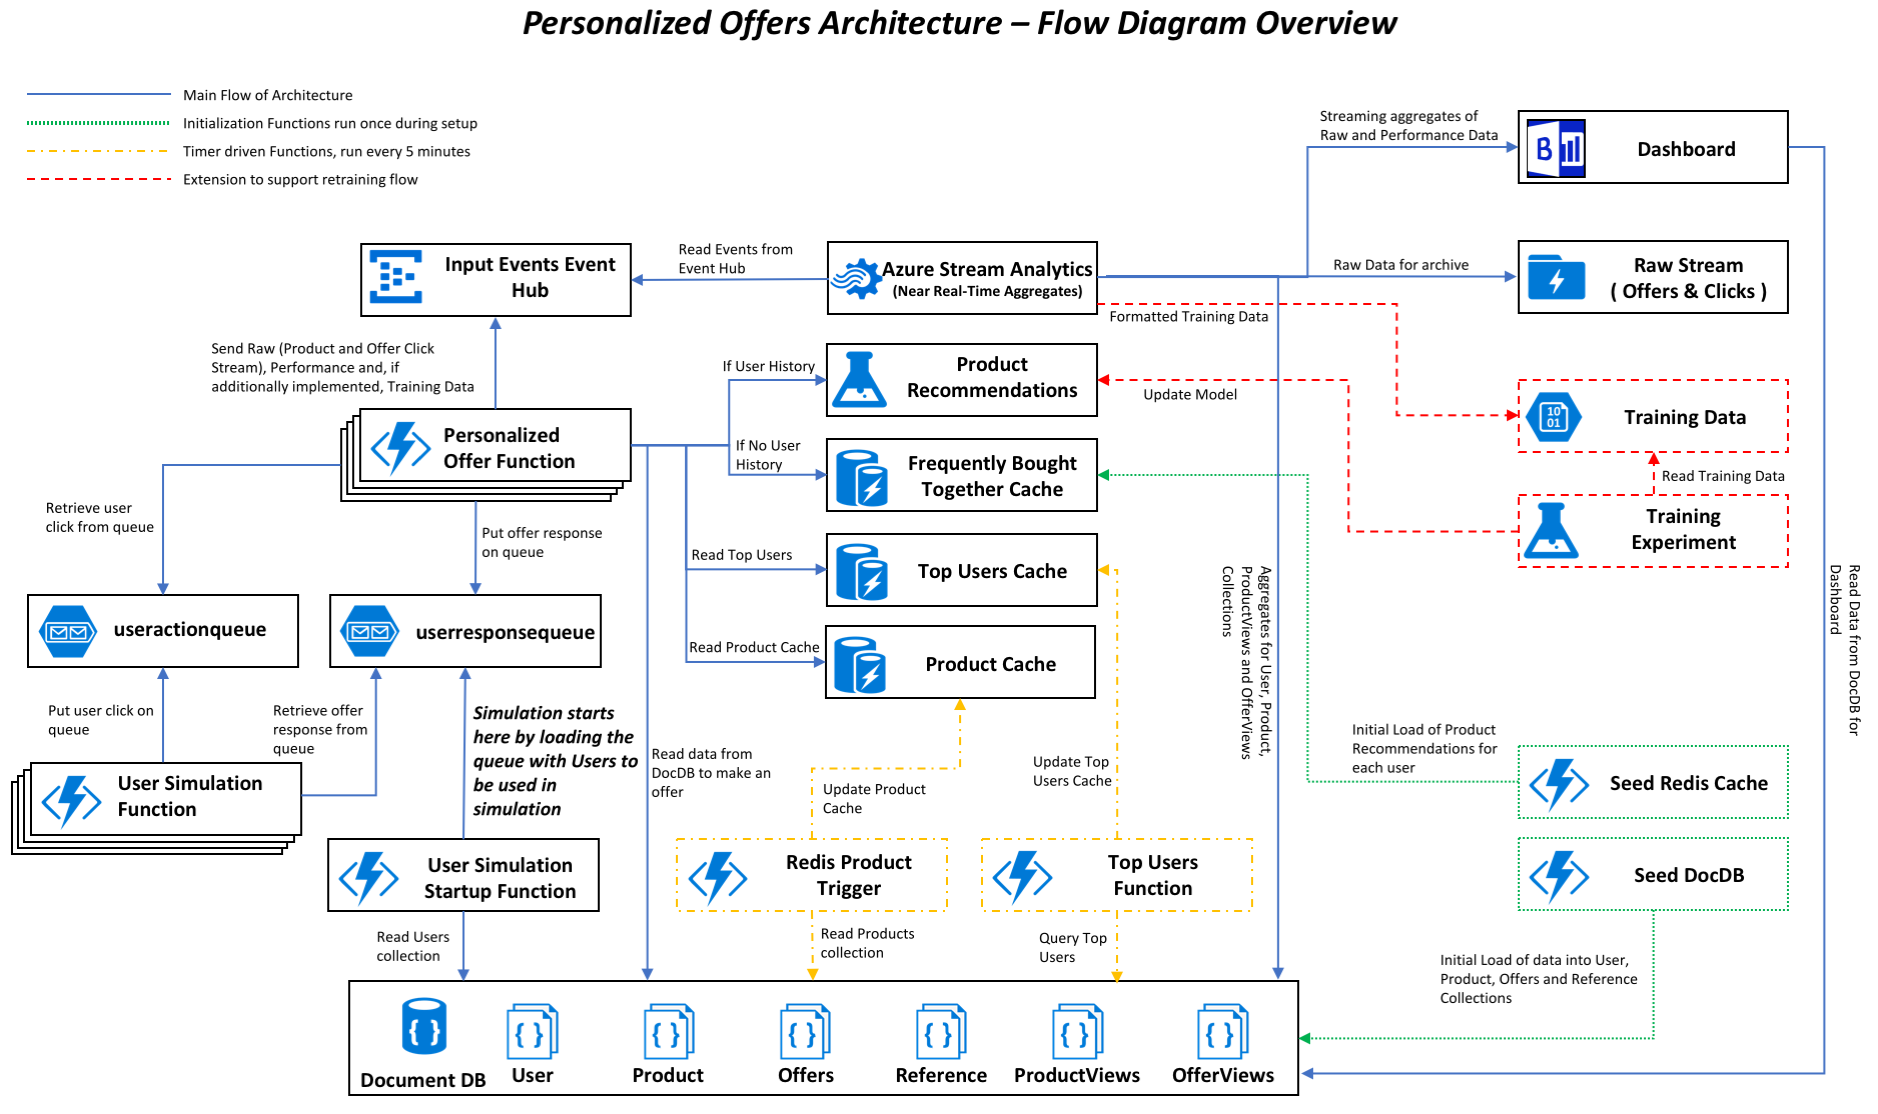 Personalized Offers Architecture – Flow Diagram Overview
Main Flow of Architecture
Initialization Functions run once during setup
Timer driven Functions, run every 5 minutes
Extension to support retraining flow
Streaming aggregates of
Raw and Performance Data
B
Dashboard
Input Events Event
Hub
Read Events from
Event Hub
Azure Stream Analytics
(Near Real-Time Aggregates)
Raw Data for archive
Raw Stream
( Offers & Clicks )
Formatted Training Data
Send Raw (Product and Offer Click
Stream), Performance and, if
additionally implemented, Training Data
If User History
Product
Recommendations
Update Model
10
01
Training Data
Personalized
Offer Function
If No User
History
Frequently Bought
Together Cache
Read Training Data
Training
Experiment
Retrieve user
click from queue
Put offer response
on queue
Read Top Users
Top Users Cache
Aggregates for User, Product,
ProductViews and OfferViews
Collections
Read Data from DocDB for
Dashboard
useractionqueue
userresponsequeue
Read Product Cache
Product Cache
Put user click on
queue
Retrieve offer
response from
queue
Simulation starts
here by loading the
queue with Users to
be used in
simulation
Read data from
DocDB to make an
offer
Update Product
Cache
Update Top
Users Cache
Initial Load of Product
Recommendations for
each user
User Simulation
Function
Seed Redis Cache
User Simulation
Startup Function
Redis Product
Trigger
Top Users
Function
Seed DocDB
Read Users
collection
Read Products
collection
Query Top
Users
Initial Load of data into User,
Product, Offers and Reference
Collections
Document DB
User
Product
Offers
Reference
ProductViews
OfferViews